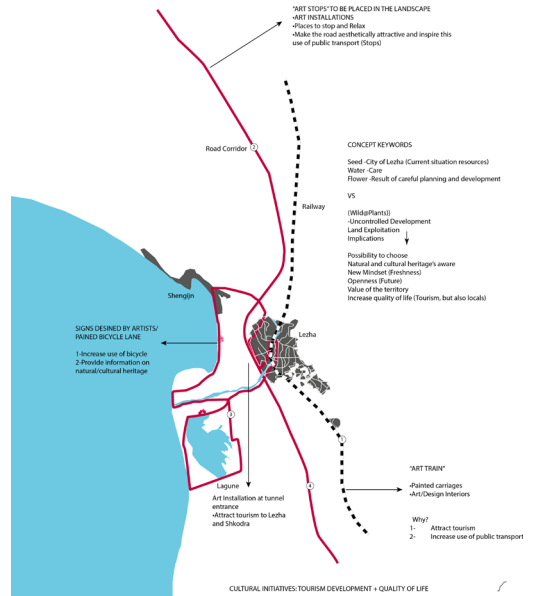 "ART STOPS" TO BE PLACED IN THE LANDSCAPE
•ART INSTALLATIONS
•Places to stop and Relax
•Make the road aesthetically attractive and inspire this
use of public transport (Stops)
Road Corridor
2
CONCEPT KEYWORDS
Seed -City of Lezha (Current situation resources)
Water -Care
Flower -Result of careful planning and development
VS
(Wild@Plants))
-Uncontrolled Development
Land Exploitation
Implications
Possibility to choose
Natural and cultural heritage's aware
New Mindset (Freshness)
Openness (Future)
Value of the territory
Increase quality of life (Tourism, but also locals)
Railway
Shengjin
Lezha
SIGNS DESINED BY ARTISTS/
PAINED BICYCLE LANE
1-Increase use of bicycle
2-Provide information on
natural/cultural heritage
3
1
4
Lagune
Art Installation at tunnel
entrance
•Attract tourism to Lezha
and Shkodra
"ART TRAIN"
•Painted carriages
•Art/Design Interiors
Why?
1- Attract tourism
2- Increase use of public transport
CULTURAL INITIATIVES: TOURISM DEVELOPMENT + QUALITY OF LIFE